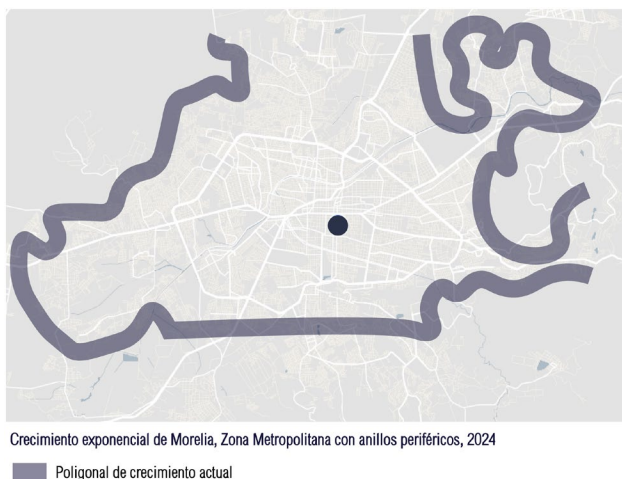 Crecimiento exponencial de Morelia, Zona Metropolitana con anillos periféricos, 2024
Poligonal de crecimiento actual